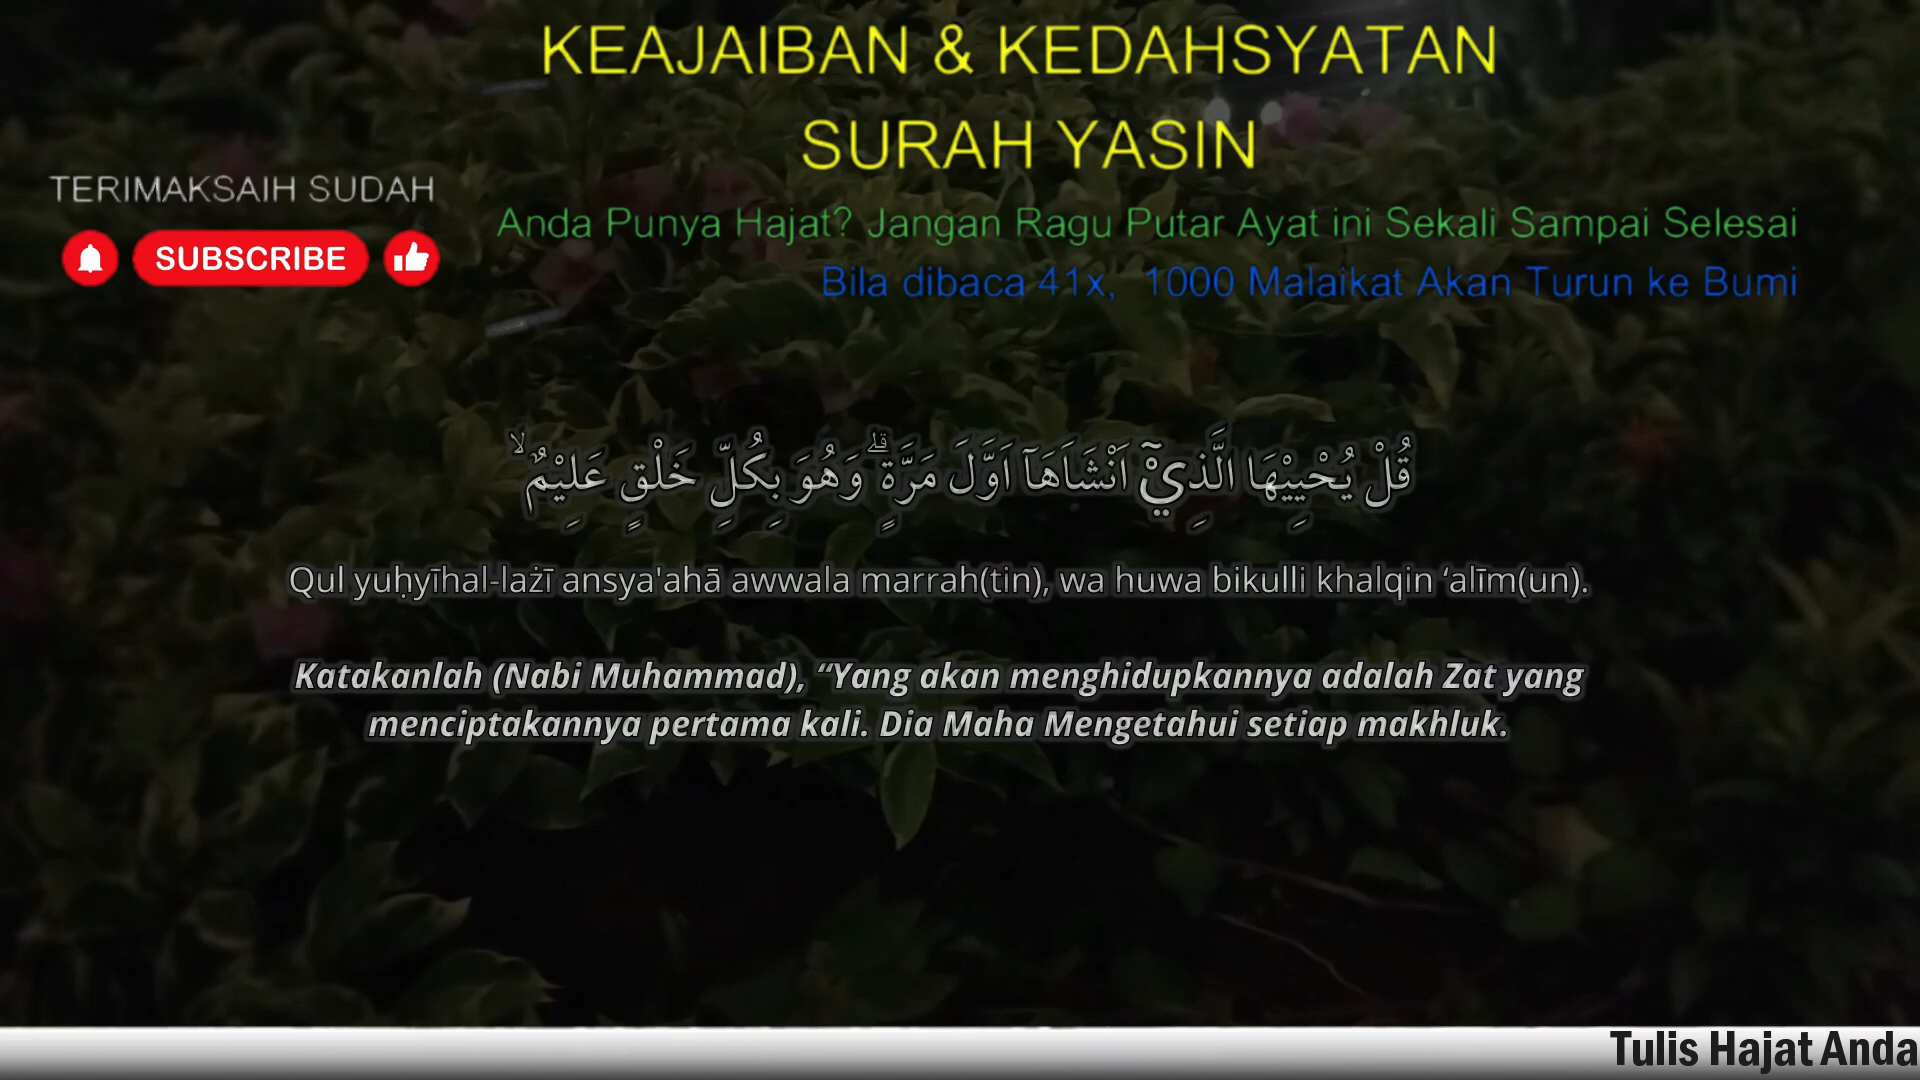 KEAJAIBAN & KEDAHSYATAN
SURAH YASIN
TERIMAKSAIH SUDAH
SUBSCRIBE
Anda Punya Hajat? Jangan Ragu Putar Ayat ini Sekali Sampai Selesai
Bila dibaca 41x, 1000 Malaikat Akan Turun ke Bumi
قُلْ يُحْيِيْهَا الَّذِيْٓ اَنْشَاَهَآ اَوَّلَ مَرَّةٍ ۗوَهُوَ بِكُلِّ خَلْقٍ عَلِيْمٌ ۙ
Qul yuḥyīhal-lażī ansya'ahā awwala marrah(tin), wa huwa bikulli khalqin ‘alīm(un).
Katakanlah (Nabi Muhammad), “Yang akan menghidupkannya adalah Zat yang
menciptakannya pertama kali. Dia Maha Mengetahui setiap makhluk.
Tulis Hajat Anda